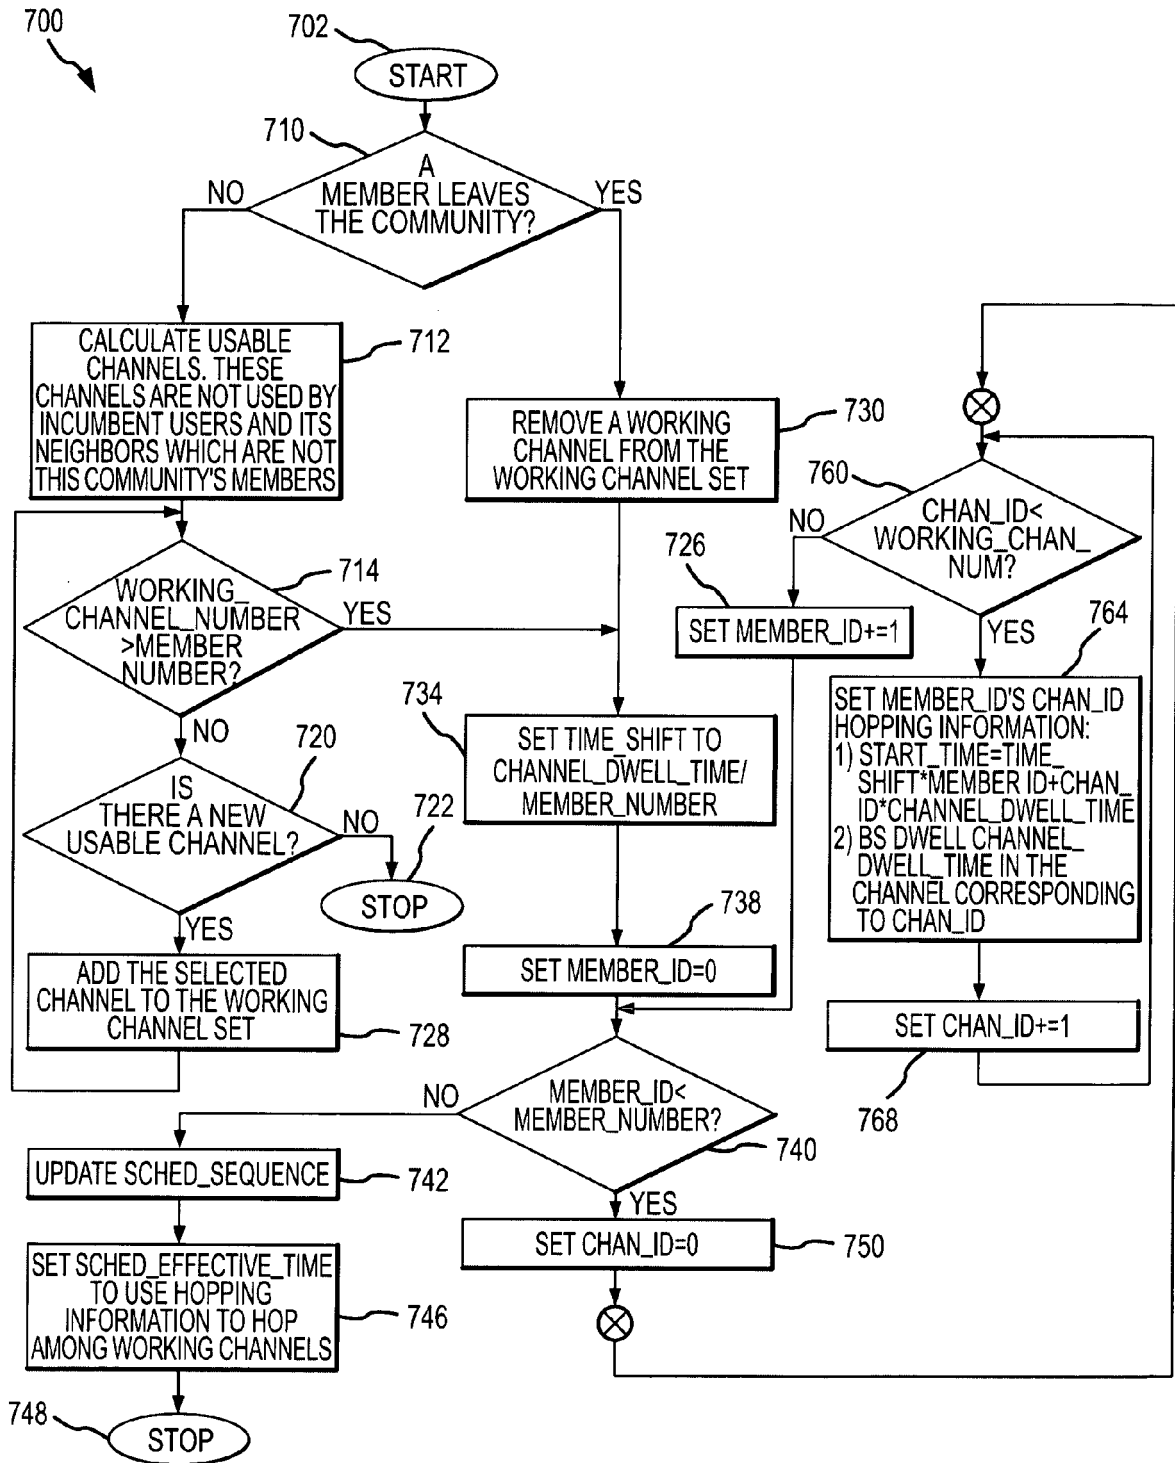 700
702
START
710
A
MEMBER LEAVES
THE COMMUNITY?
NO
YES
CALCULATE USABLE
CHANNELS. THESE
CHANNELS ARE NOT USED BY
INCUMBENT USERS AND ITS
NEIGHBORS WHICH ARE NOT
THIS COMMUNITY'S MEMBERS
712
REMOVE A WORKING
CHANNEL FROM THE
WORKING CHANNEL SET
730
714
WORKING_
CHANNEL_NUMBER
>MEMBER
NUMBER?
YES
NO
720
IS
THERE A NEW
USABLE CHANNEL?
NO
722
STOP
YES
ADD THE SELECTED
CHANNEL TO THE WORKING
CHANNEL SET
728
734
SET TIME_SHIFT TO
CHANNEL_DWELL_TIME/
MEMBER_NUMBER
738
SET MEMBER_ID=0
726
SET MEMBER_ID+=1
760
CHAN_ID<
WORKING_CHAN_
NUM?
NO
YES
764
SET MEMBER_ID'S CHAN_ID
HOPPING INFORMATION:
1) START_TIME=TIME_
SHIFT*MEMBER ID+CHAN_
ID*CHANNEL_DWELL_TIME
2) BS DWELL CHANNEL_
DWELL_TIME IN THE
CHANNEL CORRESPONDING
TO CHAN_ID
SET CHAN_ID+=1
768
MEMBER_ID<
MEMBER_NUMBER?
740
NO
YES
UPDATE SCHED_SEQUENCE
742
SET CHAN_ID=0
750
SET SCHED_EFFECTIVE_TIME
TO USE HOPPING
INFORMATION TO HOP
AMONG WORKING CHANNELS
746
748
STOP